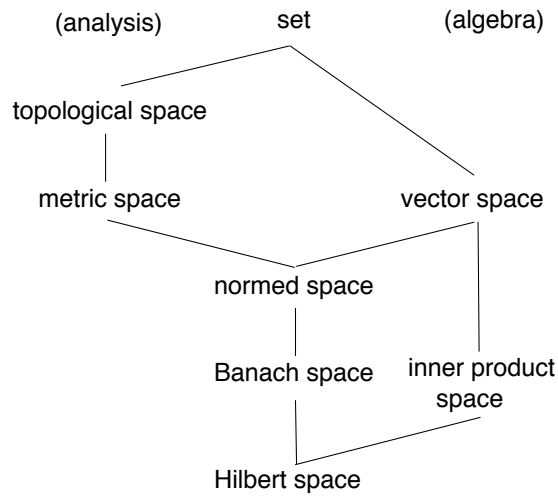 (analysis) set (algebra)
topological space
metric space vector space
normed space
Banach space inner product
space
Hilbert space